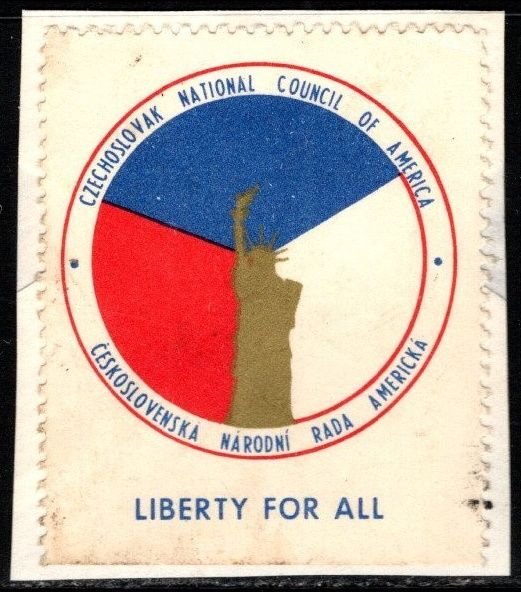 CZECHOSLOVAK NATIONAL COUNCIL OF AMERICA
ČESKOSLOVENSKÁ NÁRODNÍ RADA AMERICKÁ
LIBERTY FOR ALL